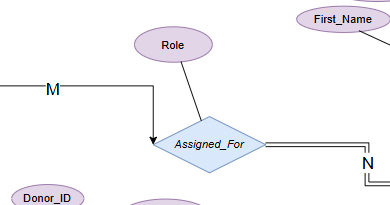 First_Name
Role
M
Assigned_For
N
Donor_ID